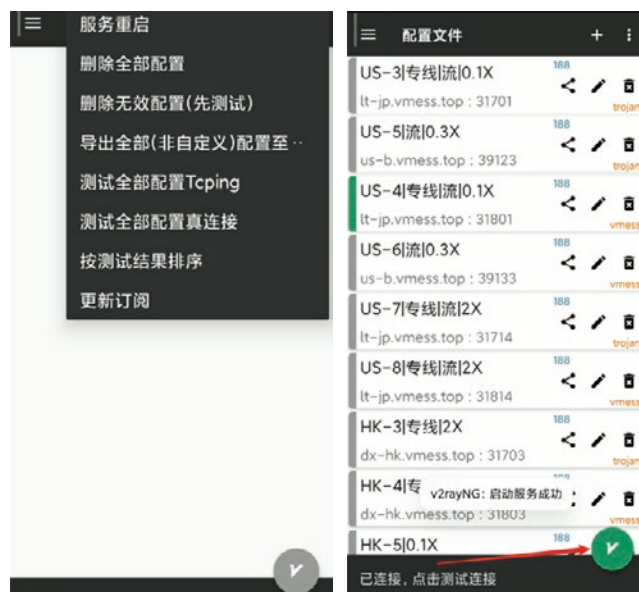 服务重启
删除全部配置
删除无效配置(先测试)
导出全部(非自定义)配置至··
测试全部配置Tcping
测试全部配置真连接
按测试结果排序
更新订阅
配置文件
US-3|专线|流|0.1X
188
lt-jp.vmess.top : 31701
trojan
US-5|流|0.3X
188
us-b.vmess.top : 39123
trojan
US-4|专线|流|0.1X
188
lt-jp.vmess.top : 31801
vmess
US-6|流|0.3X
188
us-b.vmess.top : 39133
vmess
US-7|专线|流|2X
188
lt-jp.vmess.top : 31714
trojan
US-8|专线|流|2X
188
lt-jp.vmess.top : 31814
vmess
HK-3|专线|2X
188
dx-hk.vmess.top : 31703
trojan
HK-4|专
v2rayNG: 启动服务成功
dx-hk.vmess.top : 31803
vmess
HK-5|0.1X
188
已连接，点击测试连接